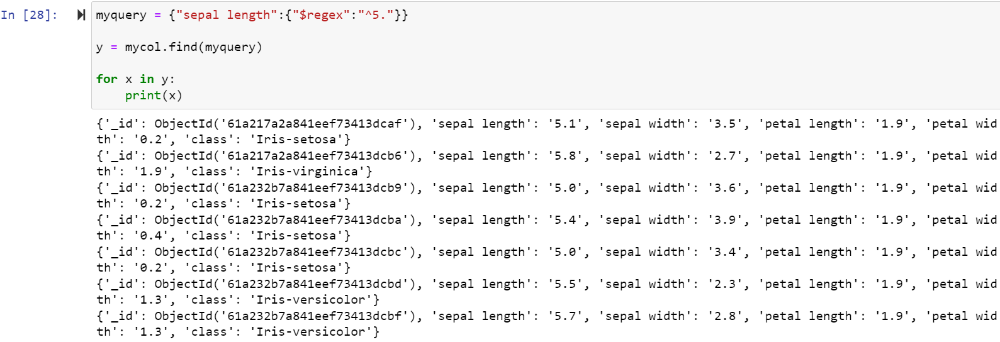 In [28]:
myquery = {"sepal length":{"$regex":"^5."}}
y = mycol.find(myquery)
for x in y:
    print(x)
{'_id': ObjectId('61a217a2a841eef73413dcaf'), 'sepal length': '5.1', 'sepal width': '3.5', 'petal length': '1.9', 'petal wid
th': '0.2', 'class': 'Iris-setosa'}
{'_id': ObjectId('61a217a2a841eef73413dcb6'), 'sepal length': '5.8', 'sepal width': '2.7', 'petal length': '1.9', 'petal wid
th': '1.9', 'class': 'Iris-virginica'}
{'_id': ObjectId('61a232b7a841eef73413dcb9'), 'sepal length': '5.0', 'sepal width': '3.6', 'petal length': '1.9', 'petal wid
th': '0.2', 'class': 'Iris-setosa'}
{'_id': ObjectId('61a232b7a841eef73413dcba'), 'sepal length': '5.4', 'sepal width': '3.9', 'petal length': '1.9', 'petal wid
th': '0.4', 'class': 'Iris-setosa'}
{'_id': ObjectId('61a232b7a841eef73413dcbc'), 'sepal length': '5.0', 'sepal width': '3.4', 'petal length': '1.9', 'petal wid
th': '0.2', 'class': 'Iris-setosa'}
{'_id': ObjectId('61a232b7a841eef73413dcbd'), 'sepal length': '5.5', 'sepal width': '2.3', 'petal length': '1.9', 'petal wid
th': '1.3', 'class': 'Iris-versicolor'}
{'_id': ObjectId('61a232b7a841eef73413dcbf'), 'sepal length': '5.7', 'sepal width': '2.8', 'petal length': '1.9', 'petal wid
th': '1.3', 'class': 'Iris-versicolor'}